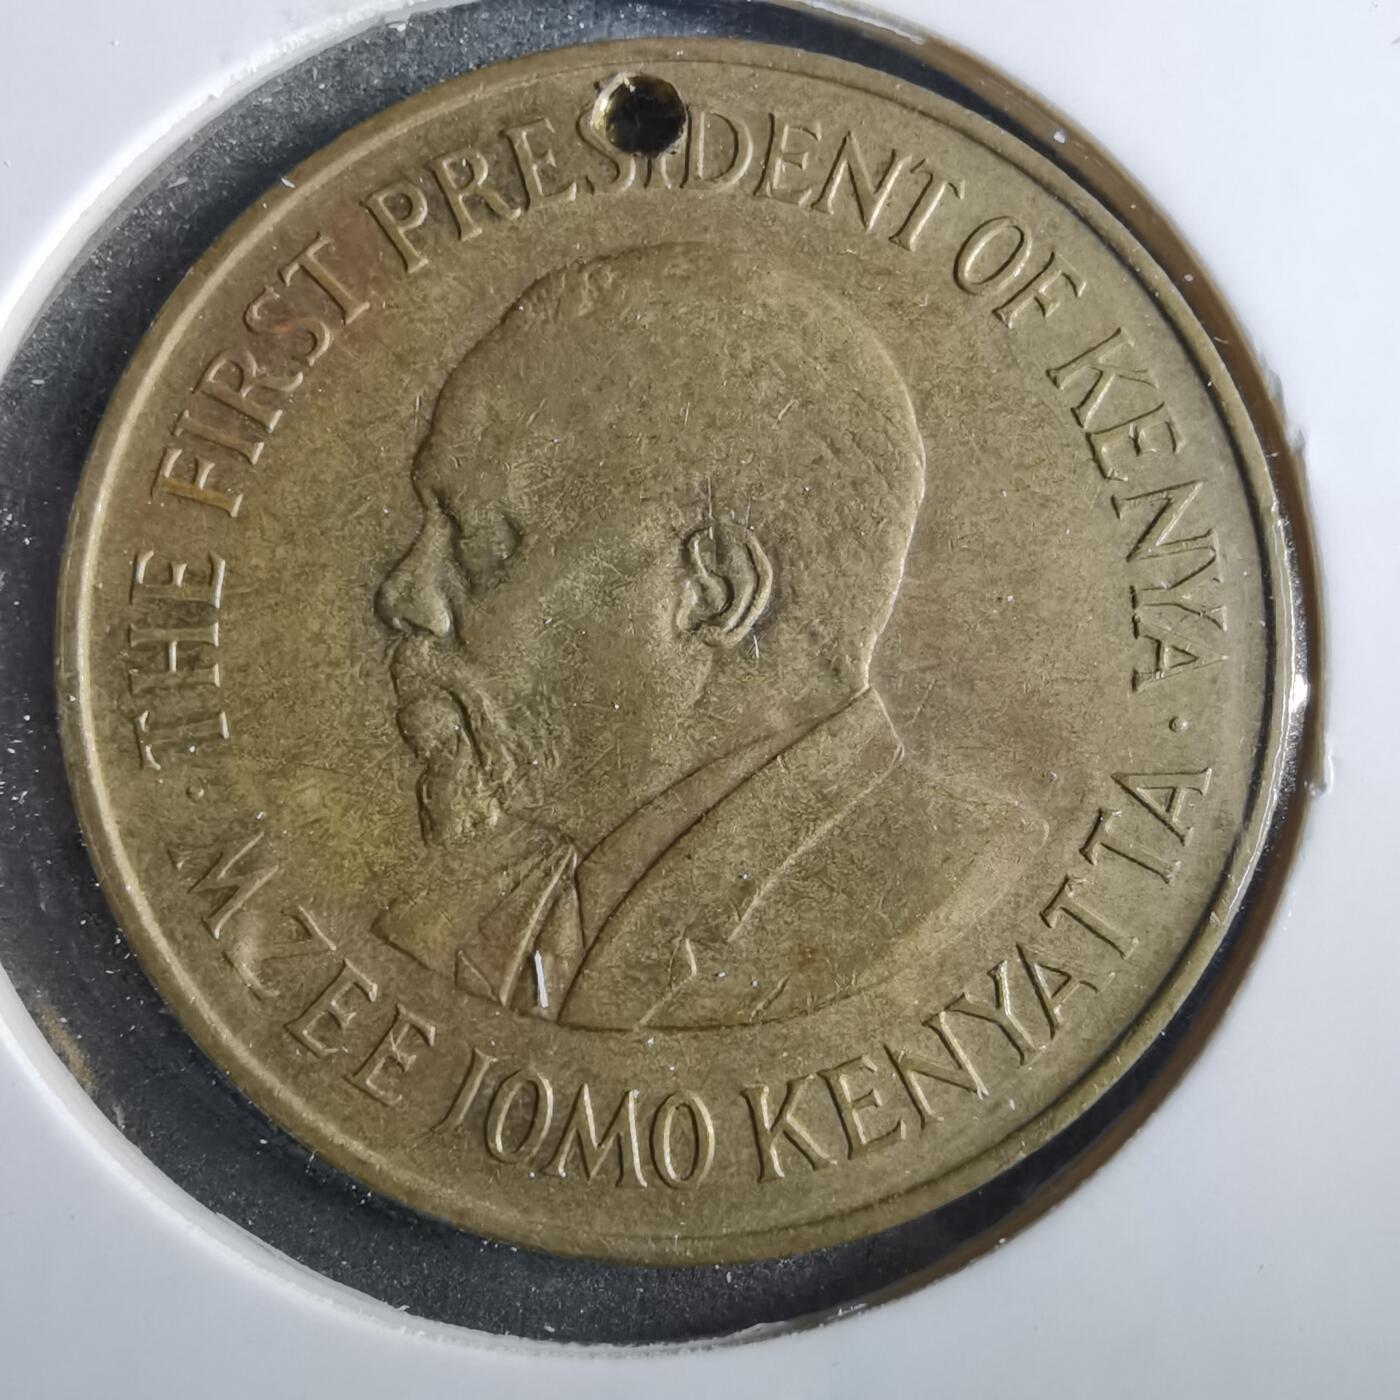 · THE FIRST PRESIDENT OF KENYA ·
MZEE JOMO KENYATTA